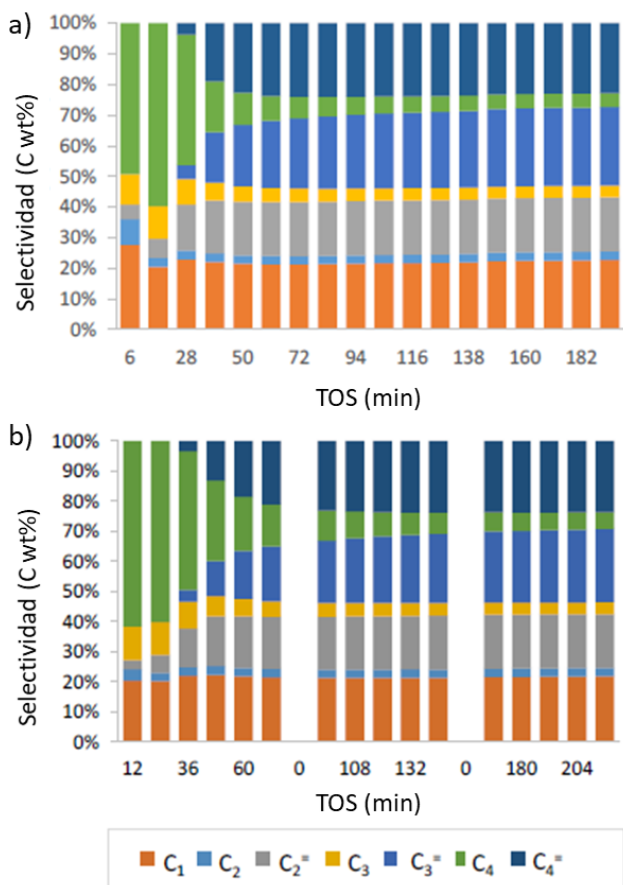 a)
100%
90%
80%
70%
60%
50%
40%
30%
20%
10%
0%
Selectividad (C wt%)
6 28 50 72 94 116 138 160 182
TOS (min)
b)
100%
90%
80%
70%
60%
50%
40%
30%
20%
10%
0%
Selectividad (C wt%)
12 36 60 0 108 132 0 180 204
TOS (min)
C₁ C₂ C₂⁼ C₃ C₃⁼ C₄ C₄⁼